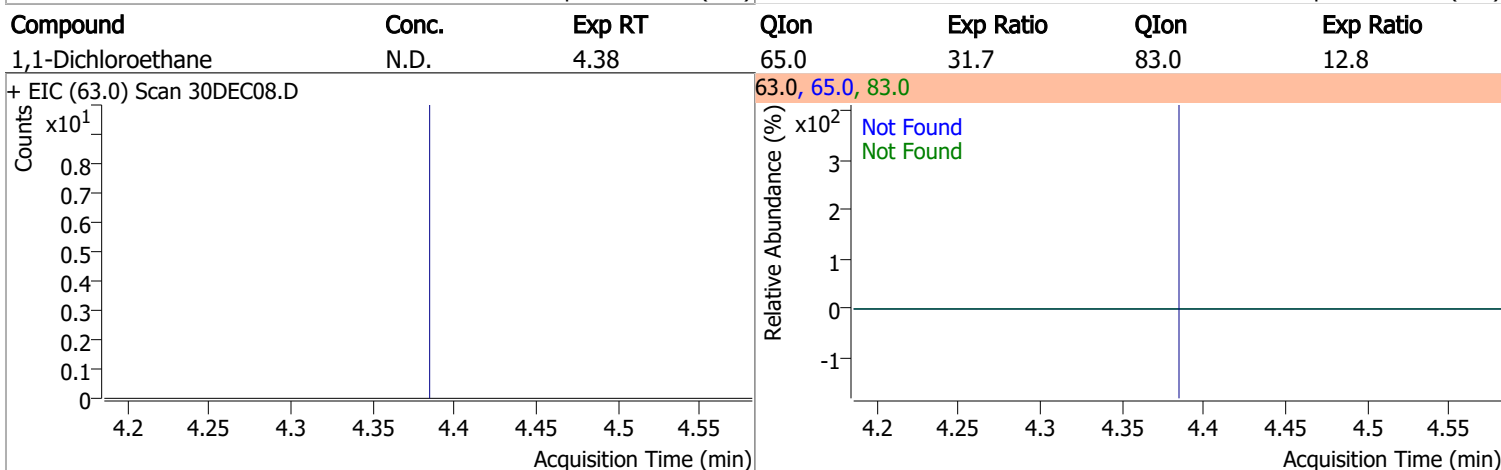 Compound Conc. Exp RT QIon Exp Ratio QIon Exp Ratio
1,1-Dichloroethane N.D. 4.38 65.0 31.7 83.0 12.8
+ EIC (63.0) Scan 30DEC08.D
Counts
x10¹
0.8
0.7
0.6
0.5
0.4
0.3
0.2
0.1
0
4.2 4.25 4.3 4.35 4.4 4.45 4.5 4.55
Acquisition Time (min)
63.0, 65.0, 83.0
Relative Abundance (%)
x10²
Not Found
Not Found
3
2
1
0
-1
4.2 4.25 4.3 4.35 4.4 4.45 4.5 4.55
Acquisition Time (min)